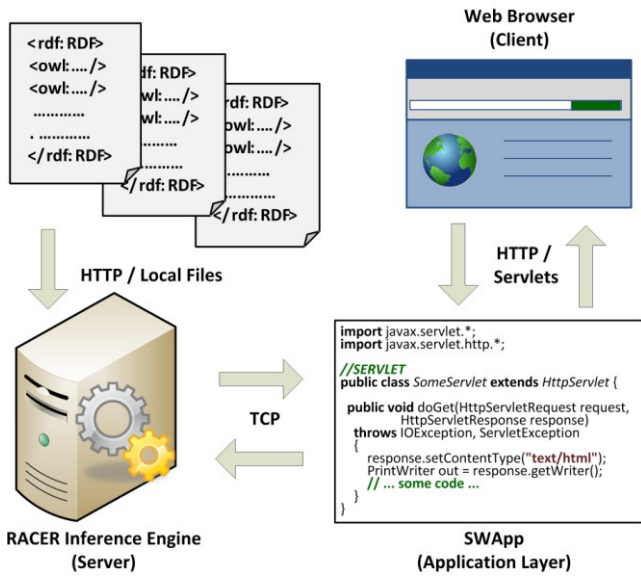 <rdf: RDF>
<owl: .... />
<owl: .... />
............
. .............
</rdf: RDF>
<rdf: RDF>
.... />
.... />
............
</rdf: RDF>
df: RDF>
owl: .... />
owl: .... />
............
</rdf: RDF>
Web Browser
(Client)
HTTP / Local Files
HTTP /
Servlets
import javax.servlet.*;
import javax.servlet.http.*;
//SERVLET
public class SomeServlet extends HttpServlet {
public void doGet(HttpServletRequest request,
HttpServletResponse response)
throws IOException, ServletException
{
response.setContentType("text/html");
PrintWriter out = response.getWriter();
// ... some code ...
}
}
TCP
RACER Inference Engine
(Server)
SWApp
(Application Layer)